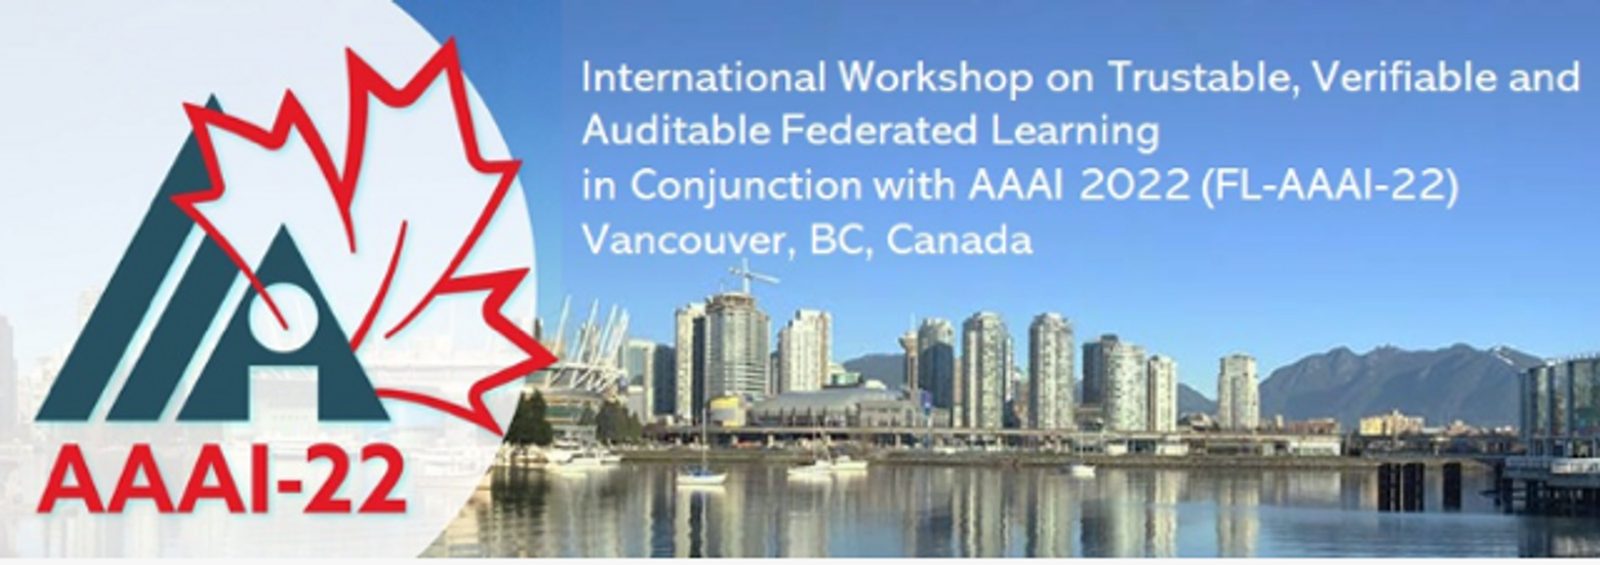 International Workshop on Trustable, Verifiable and
Auditable Federated Learning
in Conjunction with AAAI 2022 (FL-AAAI-22)
Vancouver, BC, Canada
AAAI-22